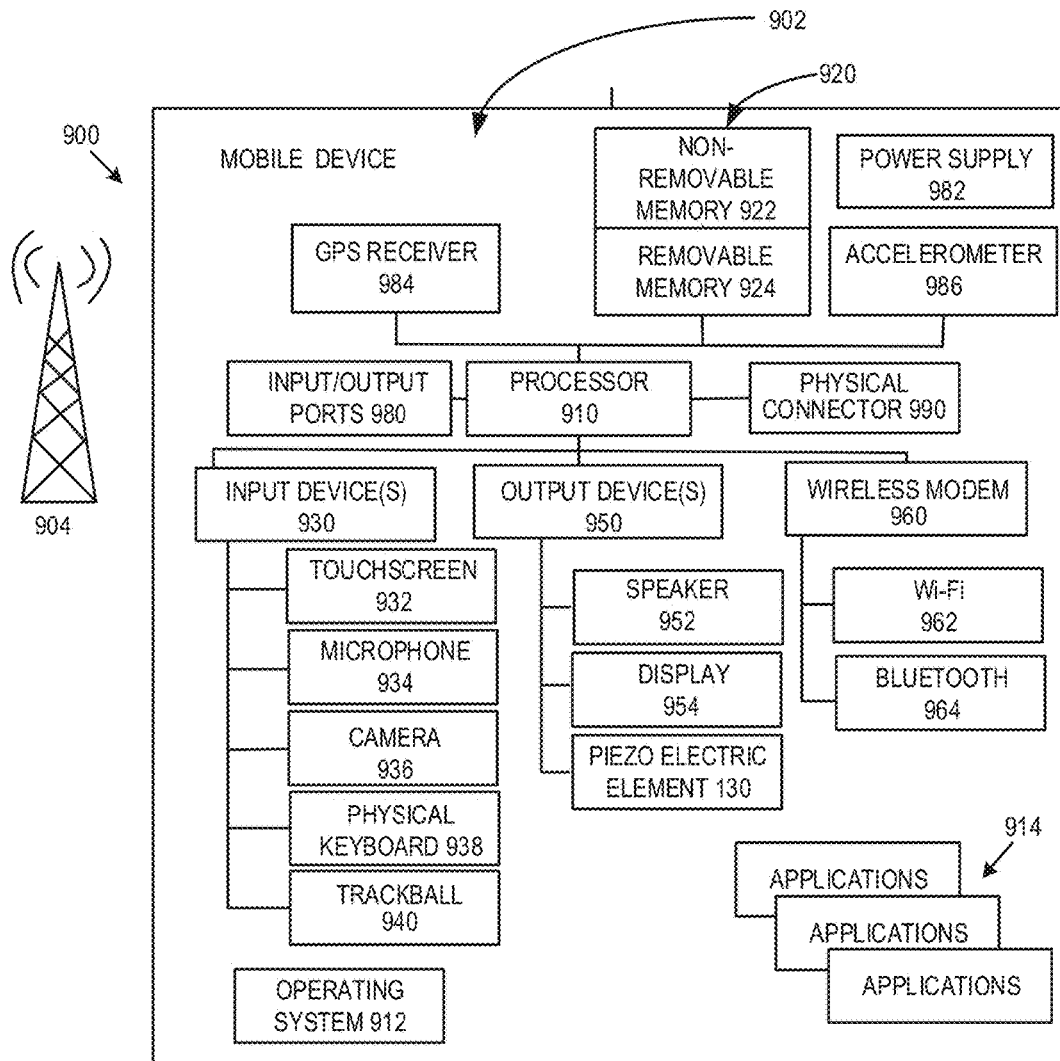 902
920
900
MOBILE DEVICE
NON-
REMOVABLE
MEMORY 922
POWER SUPPLY
982
GPS RECEIVER
984
REMOVABLE
MEMORY 924
ACCELEROMETER
986
INPUT/OUTPUT
PORTS 980
PROCESSOR
910
PHYSICAL
CONNECTOR 990
904
INPUT DEVICE(S)
930
OUTPUT DEVICE(S)
950
WIRELESS MODEM
960
TOUCHSCREEN
932
MICROPHONE
934
CAMERA
936
PHYSICAL
KEYBOARD 938
TRACKBALL
940
SPEAKER
952
DISPLAY
954
PIEZO ELECTRIC
ELEMENT 130
Wi-Fi
962
BLUETOOTH
964
914
APPLICATIONS
APPLICATIONS
APPLICATIONS
OPERATING
SYSTEM 912